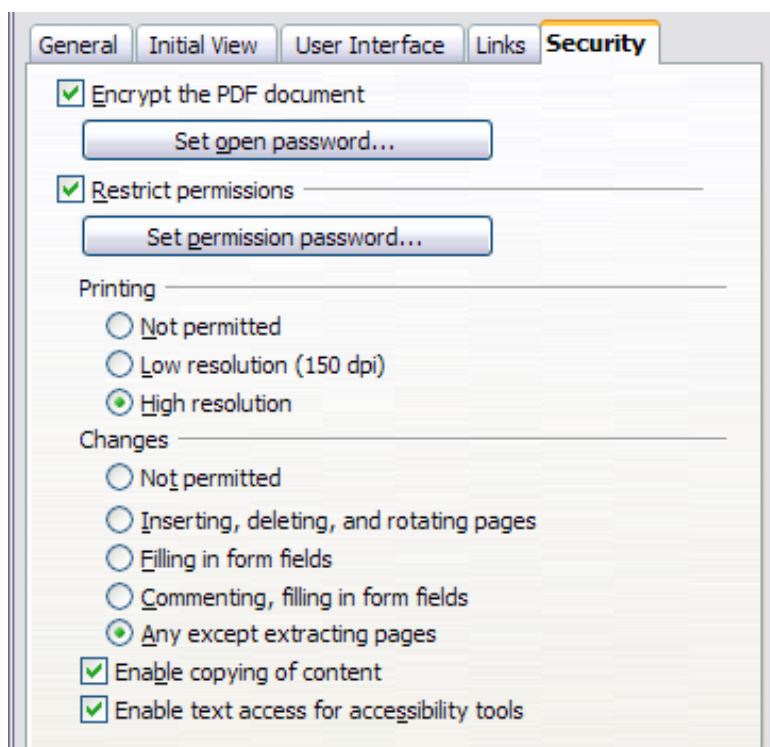 General Initial View User Interface Links Security
Encrypt the PDF document
Set open password...
Restrict permissions
Set permission password...
Printing
Not permitted
Low resolution (150 dpi)
High resolution
Changes
Not permitted
Inserting, deleting, and rotating pages
Filling in form fields
Commenting, filling in form fields
Any except extracting pages
Enable copying of content
Enable text access for accessibility tools